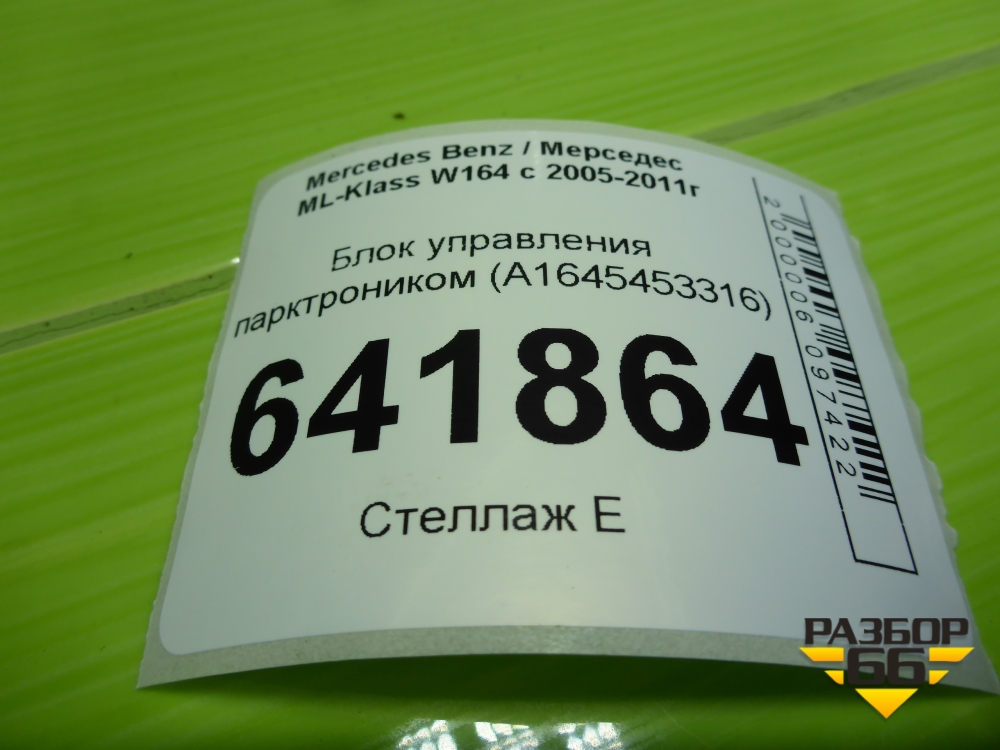 Mercedes Benz / Мерседес
ML-Klass W164 с 2005-2011г
Блок управления
парктроником (A1645453316)
641864
Стеллаж Е
2000006097422
РАЗБОР
66